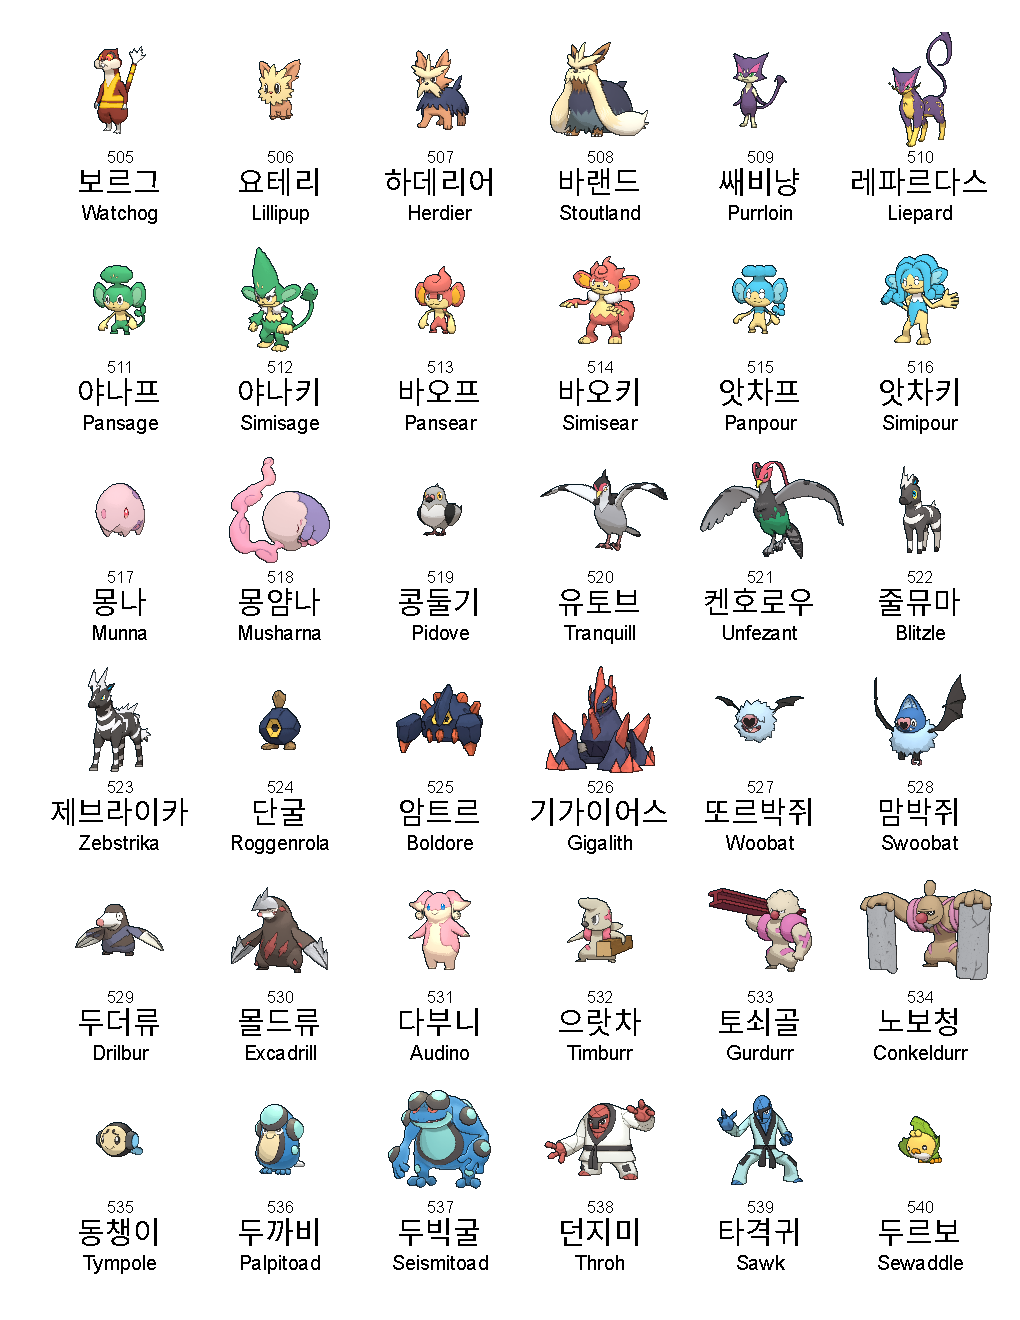 505 506 507 508 509 510
보르그 요테리 하데리어 바랜드 쌔비냥 레파르다스
Watchog Lillipup Herdier Stoutland Purrloin Liepard
511 512 513 514 515 516
야나프 야나키 바오프 바오키 앗차프 앗차키
Pansage Simisage Pansear Simisear Panpour Simipour
517 518 519 520 521 522
몽나 몽얌나 콩둘기 유토브 켄호로우 줄뮤마
Munna Musharna Pidove Tranquill Unfezant Blitzle
523 524 525 526 527 528
제브라이카 단굴 암트르 기가이어스 또르박쥐 맘박쥐
Zebstrika Roggenrola Boldore Gigalith Woobat Swoobat
529 530 531 532 533 534
두더류 몰드류 다부니 으랏차 토쇠골 노보청
Drilbur Excadrill Audino Timburr Gurdurr Conkeldurr
535 536 537 538 539 540
동챙이 두까비 두빅굴 던지미 타격귀 두르보
Tympole Palpitoad Seismitoad Throh Sawk Sewaddle